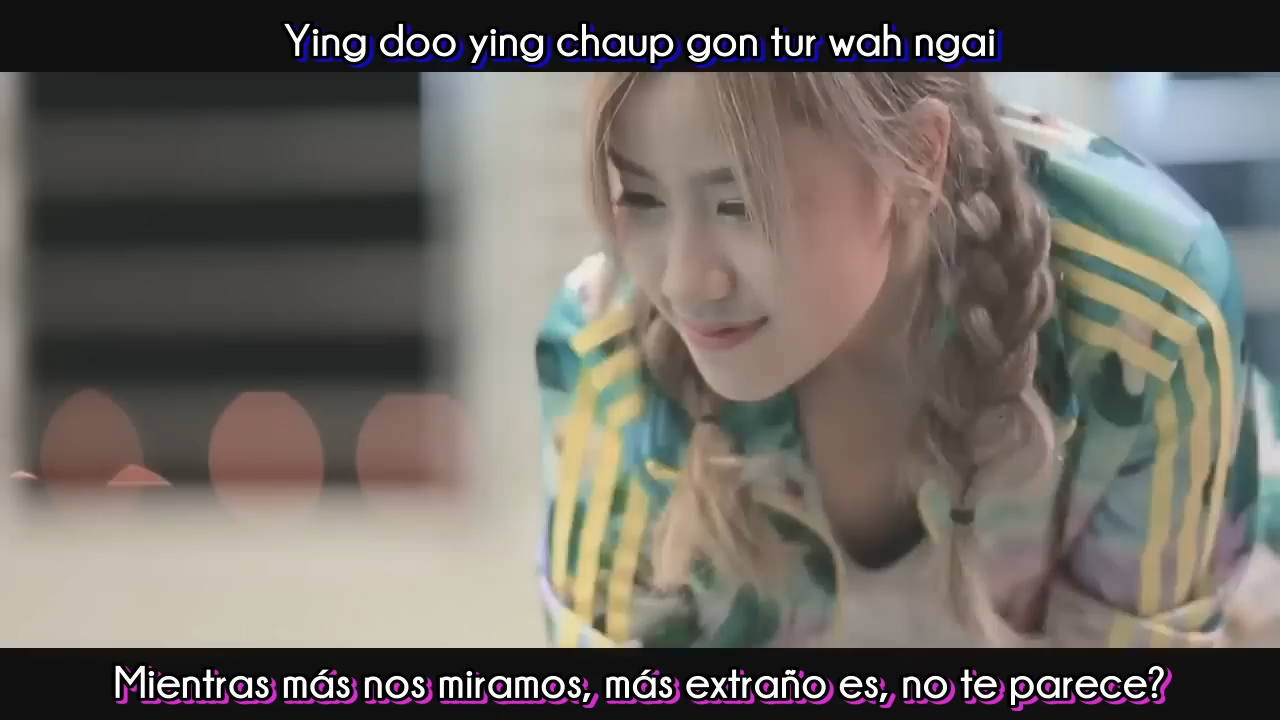 Ying doo ying chaup gon tur wah ngai
Mientras más nos miramos, más extraño es, no te parece?